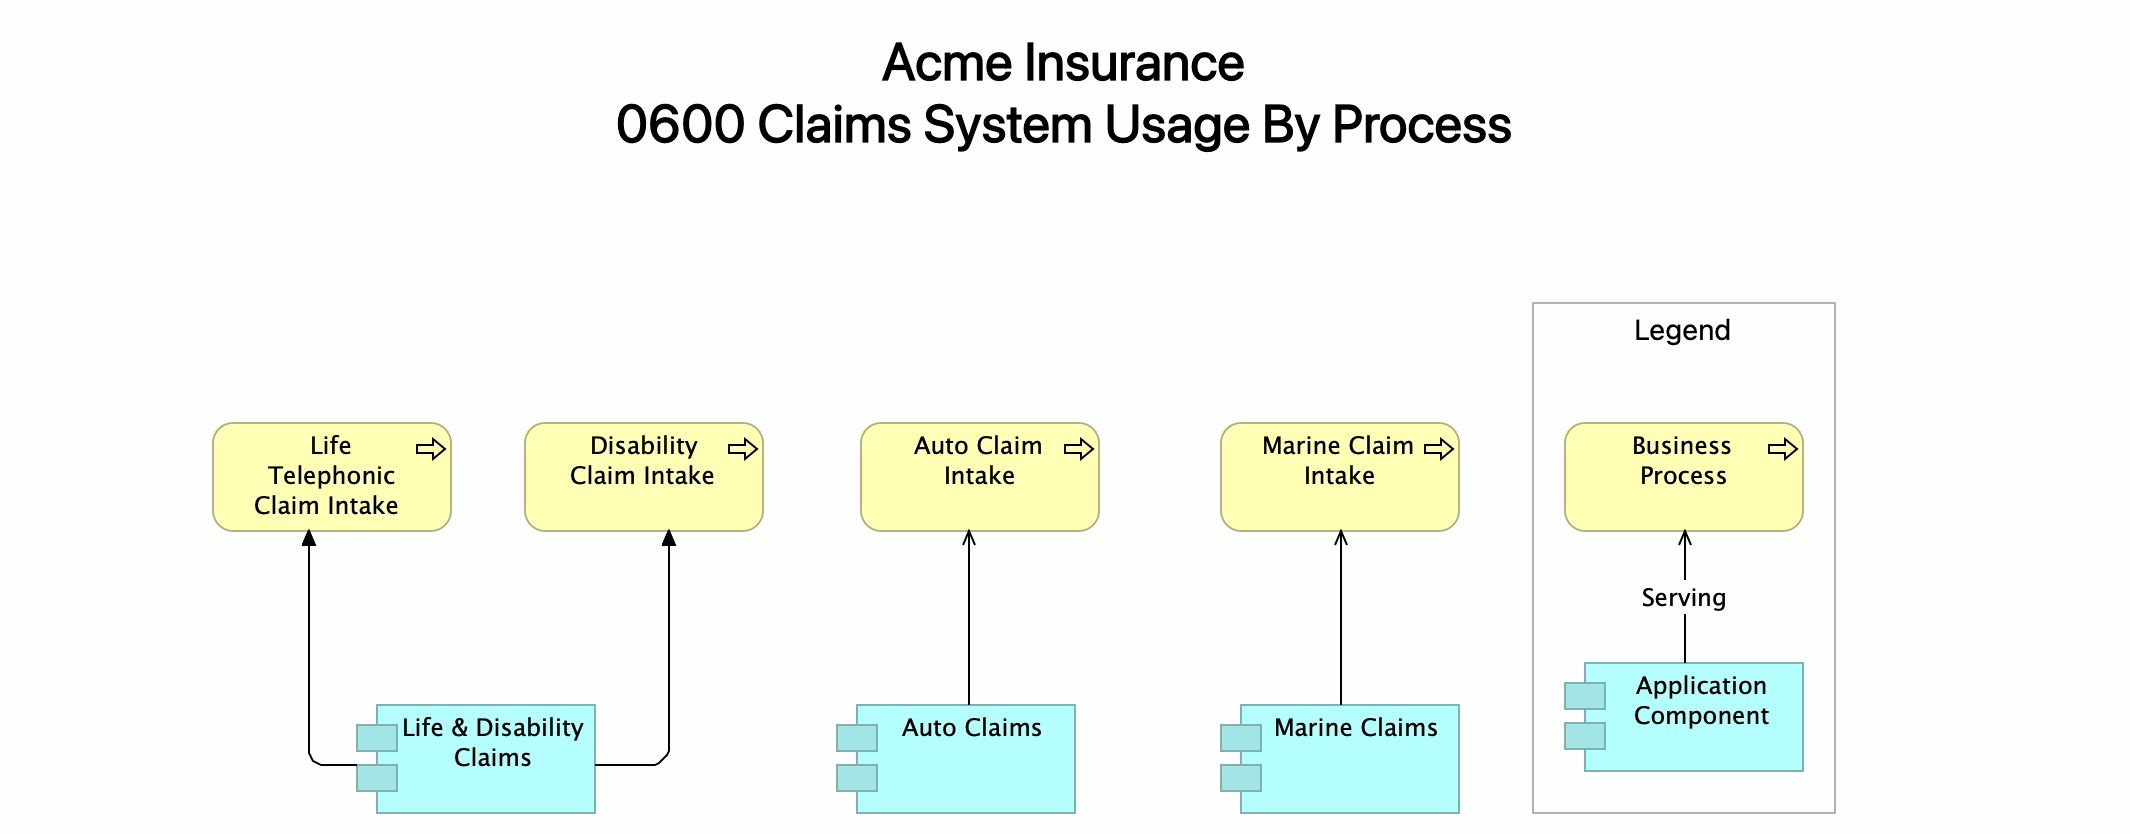 Acme Insurance
0600 Claims System Usage By Process
Legend
Life
Telephonic
Claim Intake
Disability
Claim Intake
Auto Claim
Intake
Marine Claim
Intake
Business
Process
Serving
Life & Disability
Claims
Auto Claims
Marine Claims
Application
Component